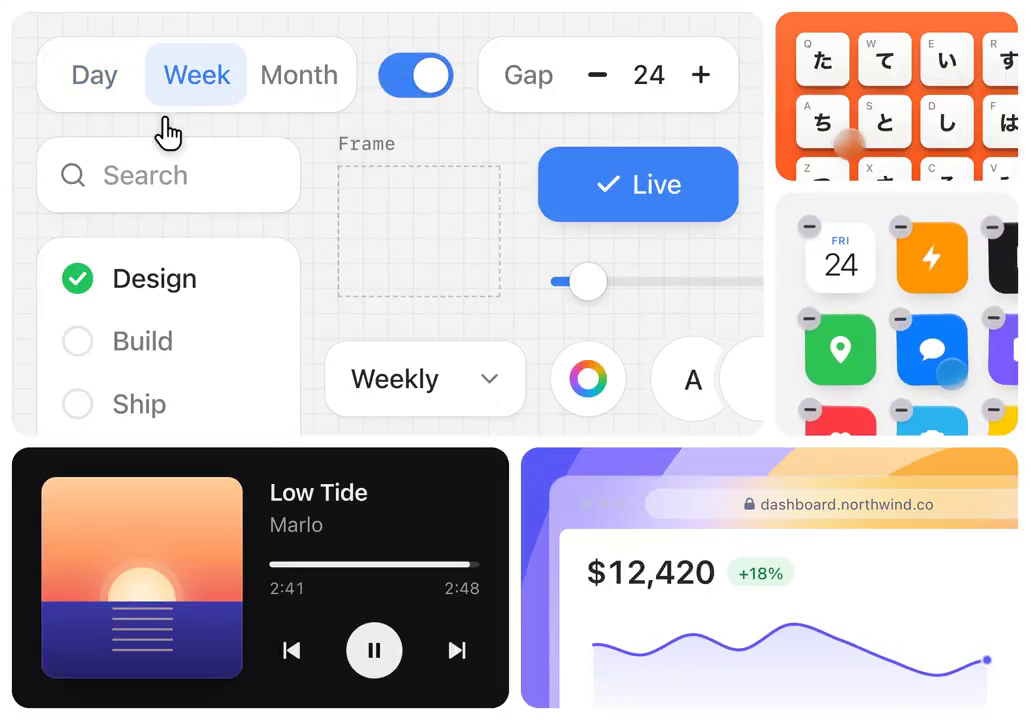 Day
Week
Month
Gap
24
Search
Frame
Live
Design
Build
Ship
Weekly
A
Q
た
W
て
E
い
R
す
A
ち
S
と
D
し
F
は
Z
X
C
V
FRI
24
Low Tide
Marlo
2:41
2:48
dashboard.northwind.co
$12,420
+18%